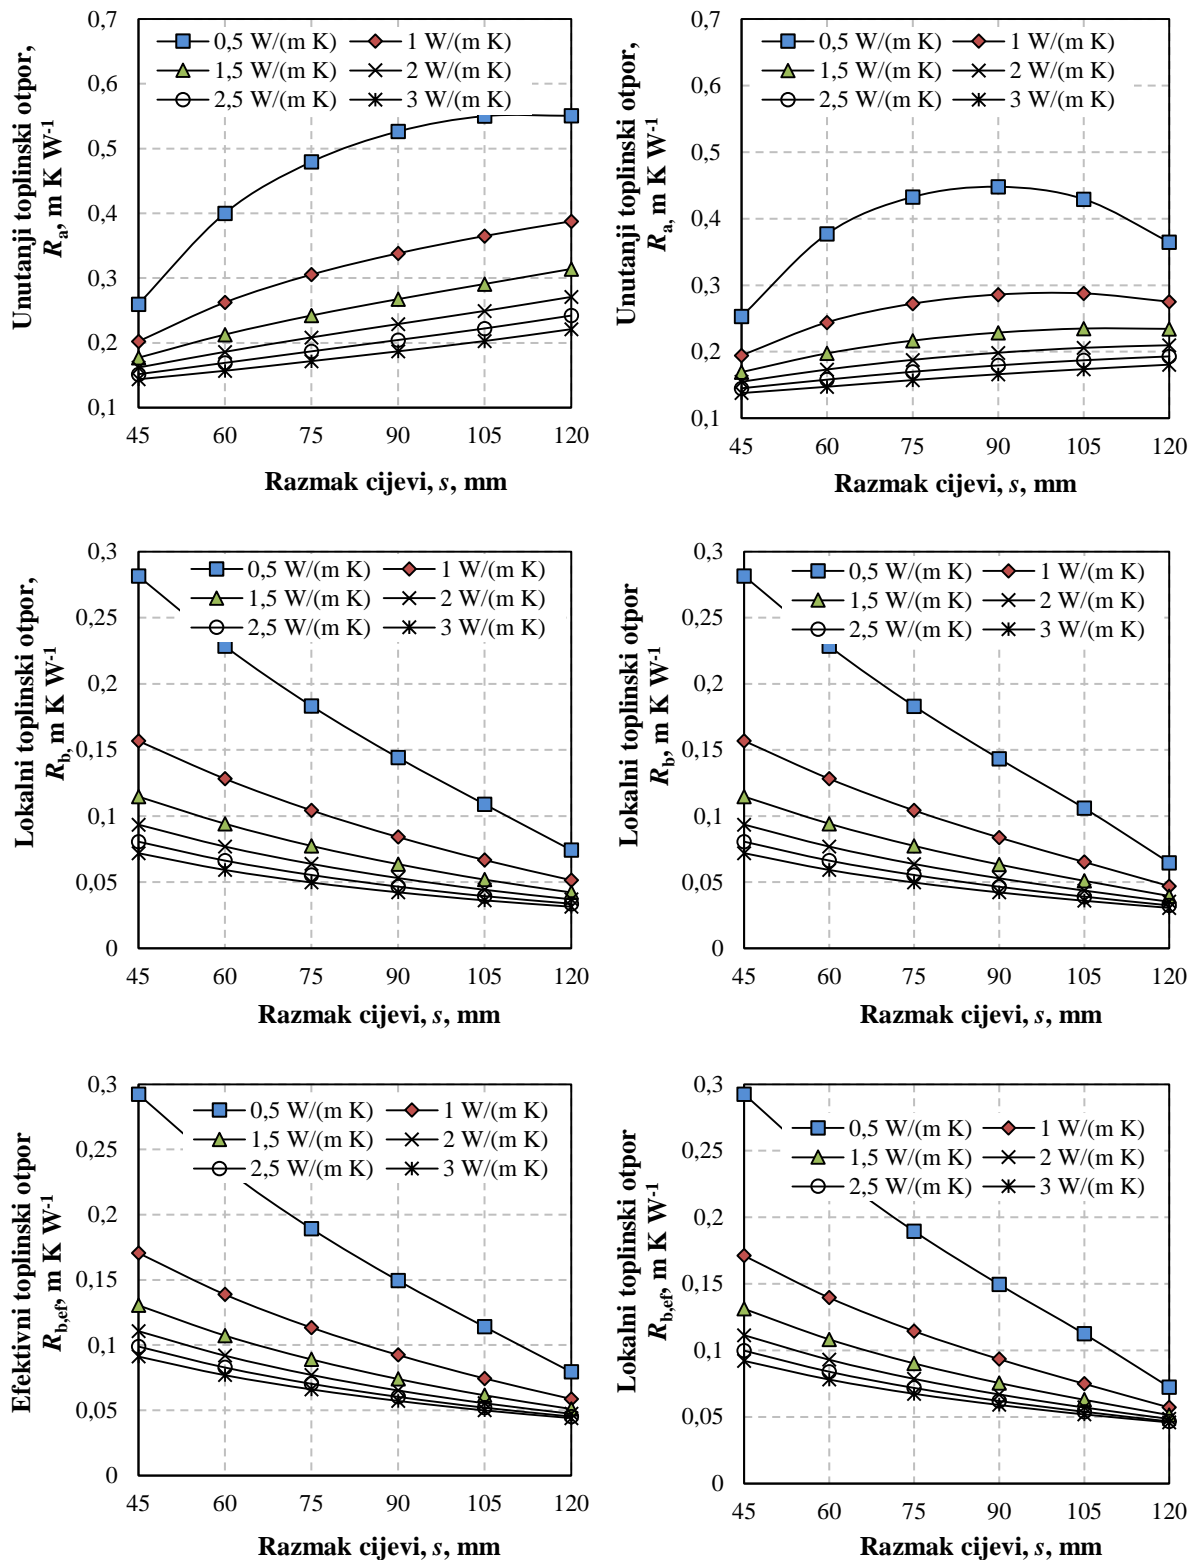 Unutanji toplinski otpor,
Rₐ, m K W⁻¹
0,7
0,6
0,5
0,4
0,3
0,2
0,1
0,5 W/(m K) 1 W/(m K)
1,5 W/(m K) 2 W/(m K)
2,5 W/(m K) 3 W/(m K)
45 60 75 90 105 120
Razmak cijevi, s, mm
Unutanji toplinski otpor,
Rₐ, m K W⁻¹
0,7
0,6
0,5
0,4
0,3
0,2
0,1
0,5 W/(m K) 1 W/(m K)
1,5 W/(m K) 2 W/(m K)
2,5 W/(m K) 3 W/(m K)
45 60 75 90 105 120
Razmak cijevi, s, mm
Lokalni toplinski otpor,
R_b, m K W⁻¹
0,3
0,25
0,2
0,15
0,1
0,05
0
0,5 W/(m K) 1 W/(m K)
1,5 W/(m K) 2 W/(m K)
2,5 W/(m K) 3 W/(m K)
45 60 75 90 105 120
Razmak cijevi, s, mm
Lokalni toplinski otpor
R_b, m K W⁻¹
0,3
0,25
0,2
0,15
0,1
0,05
0
0,5 W/(m K) 1 W/(m K)
1,5 W/(m K) 2 W/(m K)
2,5 W/(m K) 3 W/(m K)
45 60 75 90 105 120
Razmak cijevi, s, mm
Efektivni toplinski otpor
R_b,ef, m K W⁻¹
0,3
0,25
0,2
0,15
0,1
0,05
0
0,5 W/(m K) 1 W/(m K)
1,5 W/(m K) 2 W/(m K)
2,5 W/(m K) 3 W/(m K)
45 60 75 90 105 120
Razmak cijevi, s, mm
Lokalni toplinski otpor
R_b,ef, m K W⁻¹
0,3
0,25
0,2
0,15
0,1
0,05
0
0,5 W/(m K) 1 W/(m K)
1,5 W/(m K) 2 W/(m K)
2,5 W/(m K) 3 W/(m K)
45 60 75 90 105 120
Razmak cijevi, s, mm